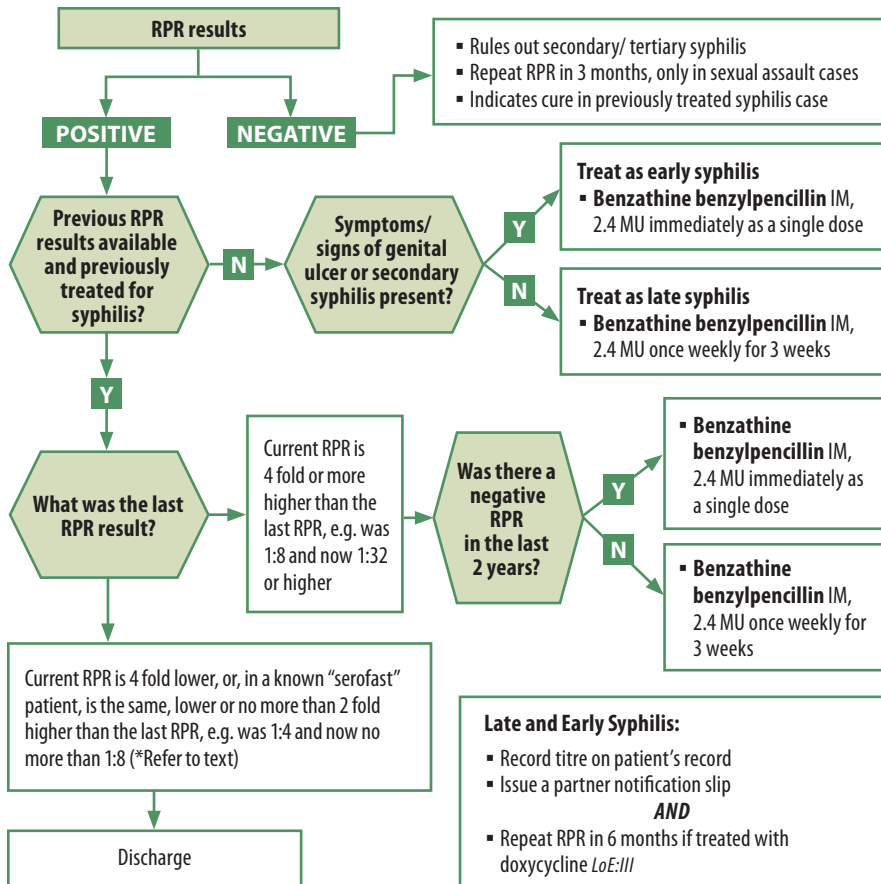 RPR results
▪ Rules out secondary/ tertiary syphilis
▪ Repeat RPR in 3 months, only in sexual assault cases
▪ Indicates cure in previously treated syphilis case
POSITIVE
NEGATIVE
Previous RPR
results available
and previously
treated for
syphilis?
N
Symptoms/
signs of genital
ulcer or secondary
syphilis present?
Y
Treat as early syphilis
▪ Benzathine benzylpencillin IM,
2.4 MU immediately as a single dose
N
Treat as late syphilis
▪ Benzathine benzylpencillin IM,
2.4 MU once weekly for 3 weeks
Y
What was the last
RPR result?
Current RPR is
4 fold or more
higher than the
last RPR, e.g. was
1:8 and now 1:32
or higher
Was there a
negative
RPR
in the last
2 years?
Y
▪ Benzathine
benzylpencillin IM,
2.4 MU immediately as
a single dose
N
▪ Benzathine
benzylpencillin IM,
2.4 MU once weekly for
3 weeks
Current RPR is 4 fold lower, or, in a known “serofast”
patient, is the same, lower or no more than 2 fold
higher than the last RPR, e.g. was 1:4 and now no
more than 1:8 (*Refer to text)
Discharge
Late and Early Syphilis:
▪ Record titre on patient’s record
▪ Issue a partner notification slip
AND
▪ Repeat RPR in 6 months if treated with
doxycycline LoE:III